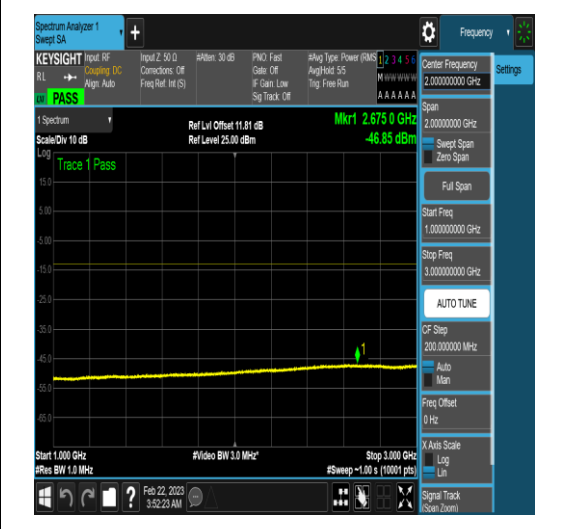 Spectrum Analyzer 1
Swept SA
+
Frequency
KEYSIGHT
RL
PASS
Input: RF
Coupling: DC
Align: Auto
Input Z: 50 Ω
Corrections: Off
Freq Ref: Int (S)
#Atten: 30 dB
PNO: Fast
Gate: Off
IF Gain: Low
Sig Track: Off
#Avg Type: Power (RMS
Avg|Hold: 5/5
Trig: Free Run
1 2 3 4 5 6
M W W W W W
A A A A A A
1 Spectrum
Scale/Div 10 dB
Ref Lvl Offset 11.81 dB
Ref Level 25.00 dBm
Mkr1 2.675 0 GHz
-46.85 dBm
Log
Trace 1 Pass
15.0
5.00
-5.00
-15.0
-25.0
-35.0
-45.0
-55.0
-65.0
1
Start 1.000 GHz
#Res BW 1.0 MHz
#Video BW 3.0 MHz*
Stop 3.000 GHz
#Sweep ~1.00 s (10001 pts)
Feb 22, 2023
3:52:23 AM
Center Frequency
2.000000000 GHz
Settings
Span
2.00000000 GHz
Swept Span
Zero Span
Full Span
Start Freq
1.000000000 GHz
Stop Freq
3.000000000 GHz
AUTO TUNE
CF Step
200.000000 MHz
Auto
Man
Freq Offset
0 Hz
X Axis Scale
Log
Lin
Signal Track
(Span Zoom)